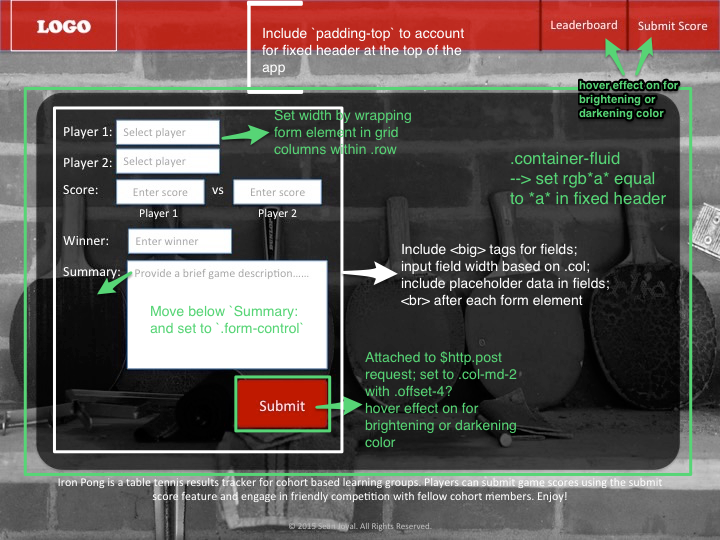 LOGO
Include `padding-top` to account
for fixed header at the top of the
app
Leaderboard
Submit Score
hover effect on for
brightening or
darkening color
Player 1:
Select player
Set width by wrapping
form element in grid
columns within .row
Player 2:
Select player
.container-fluid
--> set rgb*a* equal
to *a* in fixed header
Score:
Enter score
vs
Enter score
Player 1
Player 2
Winner:
Enter winner
Include <big> tags for fields;
input field width based on .col;
include placeholder data in fields;
<br> after each form element
Summary:
Provide a brief game description......
Move below `Summary:
and set to `.form-control`
Attached to $http.post
request; set to .col-md-2
with .offset-4?
hover effect on for
brightening or darkening
color
Submit
Iron Pong is a table tennis results tracker for cohort based learning groups. Players can submit game scores using the submit
score feature and engage in friendly competition with fellow cohort members. Enjoy!
© 2015 Sean Joyal. All Rights Reserved.